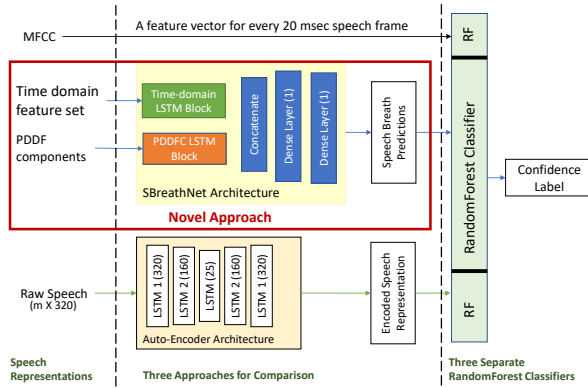 MFCC
A feature vector for every 20 msec speech frame
RF
Time domain
feature set
PDDF
components
Time-domain
LSTM Block
PDDFC LSTM
Block
Concatenate
Dense Layer (1)
Dense Layer (1)
SBreathNet Architecture
Novel Approach
Speech Breath
Predictions
RandomForest Classifier
Confidence
Label
Raw Speech
(m X 320)
LSTM 1 (320)
LSTM 2 (160)
LSTM (25)
LSTM 2 (160)
LSTM 1 (320)
Auto-Encoder Architecture
Encoded Speech
Representation
RF
Speech
Representations
Three Approaches for Comparison
Three Separate
RandomForest Classifiers